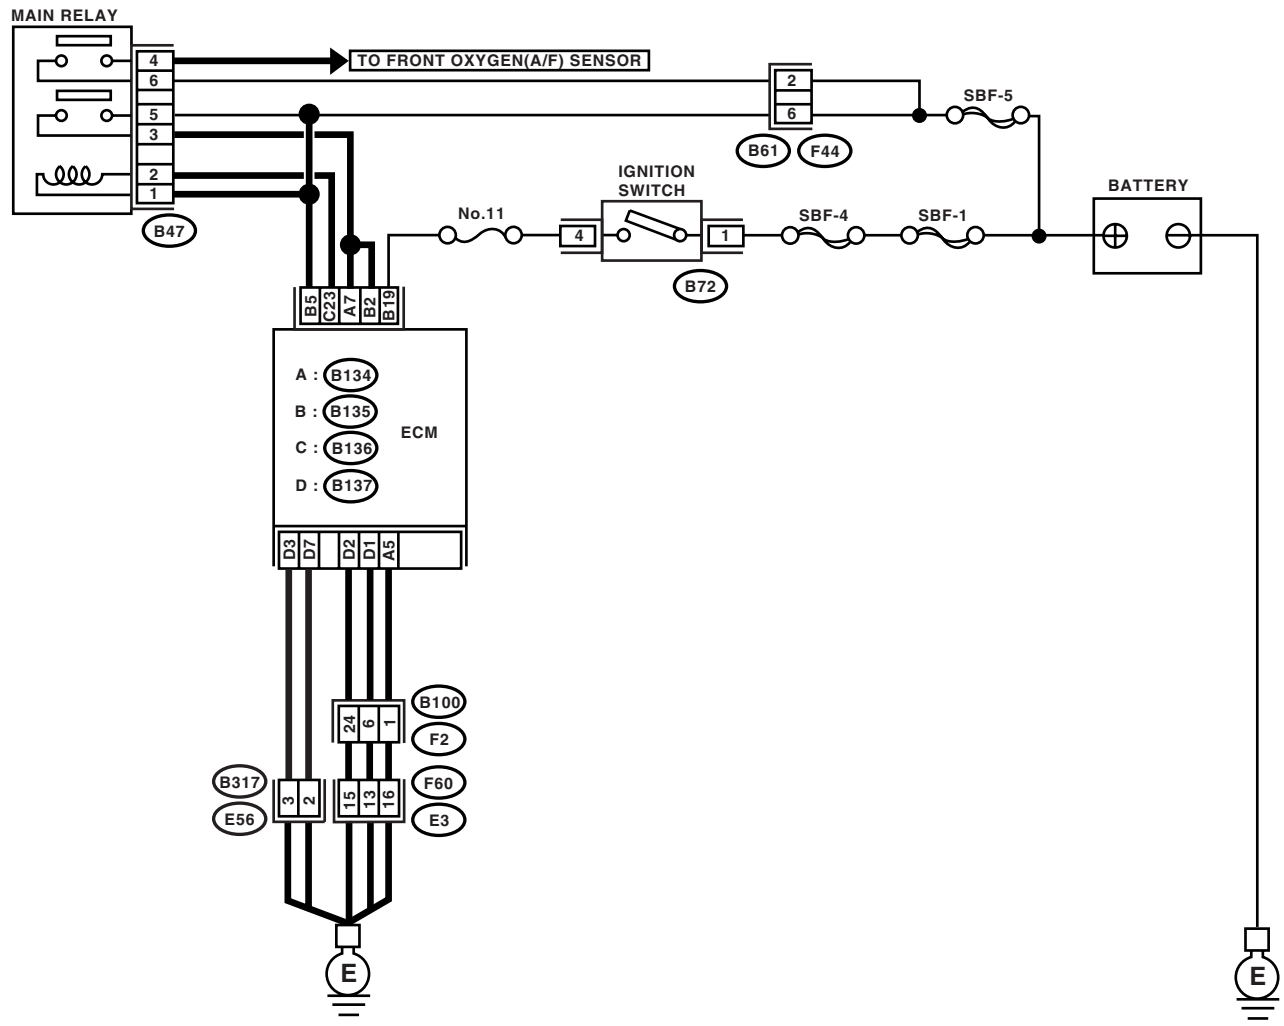 MAIN RELAY
4
TO FRONT OXYGEN(A/F) SENSOR
6
5
3
2
1
B47
2
6
B61
F44
SBF-5
IGNITION
SWITCH
No.11
4
1
B72
SBF-4
SBF-1
BATTERY
B5
C23
A7
B2
B19
A : B134
B : B135
C : B136
D : B137
ECM
D3
D7
D2
D1
A5
24
6
1
B100
F2
B317
E56
3
2
15
13
16
F60
E3
E
E